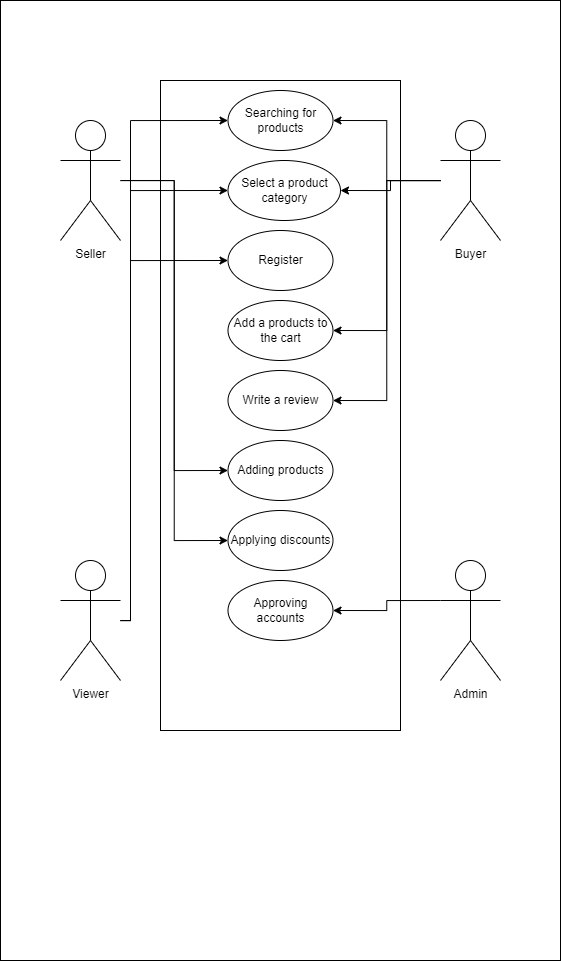 Searching for
products
Select a product
category
Seller
Buyer
Register
Add a products to
the cart
Write a review
Adding products
Applying discounts
Approving
accounts
Viewer
Admin